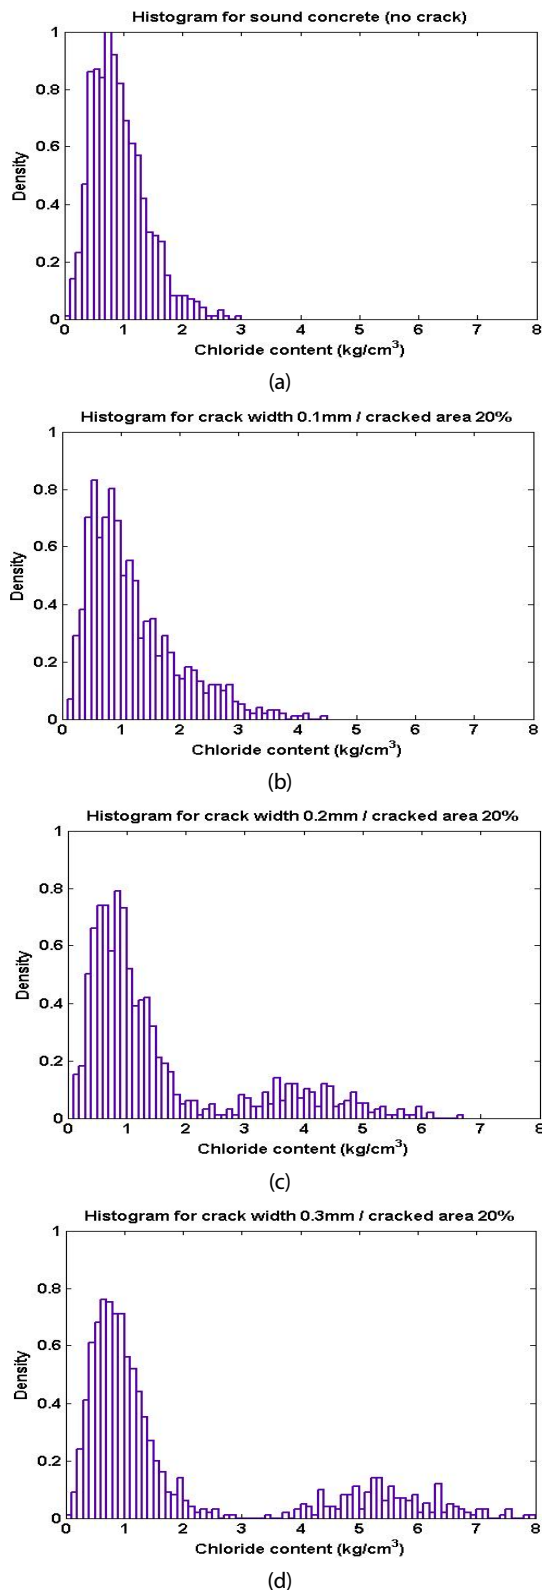 Histogram for sound concrete (no crack)
1
0.8
0.6
0.4
0.2
0
Density
0 1 2 3 4 5 6 7 8
Chloride content (kg/cm³)
(a)
Histogram for crack width 0.1mm / cracked area 20%
1
0.8
0.6
0.4
0.2
0
Density
0 1 2 3 4 5 6 7 8
Chloride content (kg/cm³)
(b)
Histogram for crack width 0.2mm / cracked area 20%
1
0.8
0.6
0.4
0.2
0
Density
0 1 2 3 4 5 6 7 8
Chloride content (kg/cm³)
(c)
Histogram for crack width 0.3mm / cracked area 20%
1
0.8
0.6
0.4
0.2
0
Density
0 1 2 3 4 5 6 7 8
Chloride content (kg/cm³)
(d)